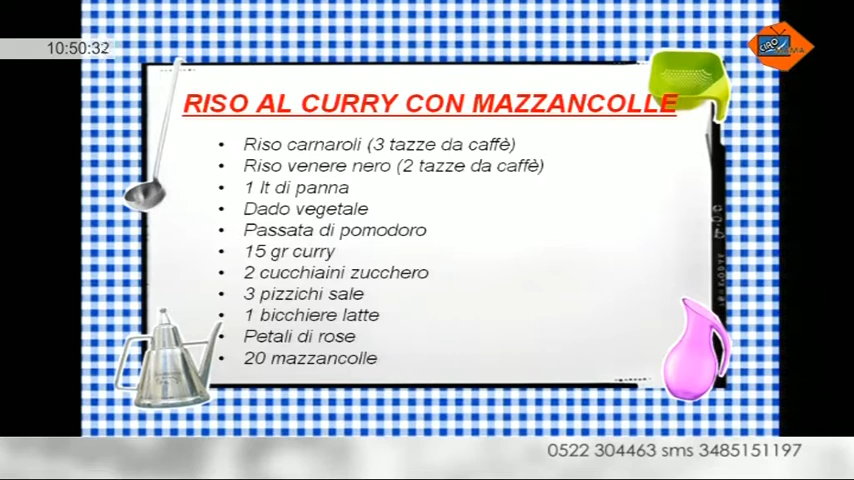 10:50:32
CIRO
RISO AL CURRY CON MAZZANCOLLE
• Riso carnaroli (3 tazze da caffè)
• Riso venere nero (2 tazze da caffè)
• 1 lt di panna
• Dado vegetale
• Passata di pomodoro
• 15 gr curry
• 2 cucchiaini zucchero
• 3 pizzichi sale
• 1 bicchiere latte
• Petali di rose
• 20 mazzancolle
0522 304463 sms 3485151197